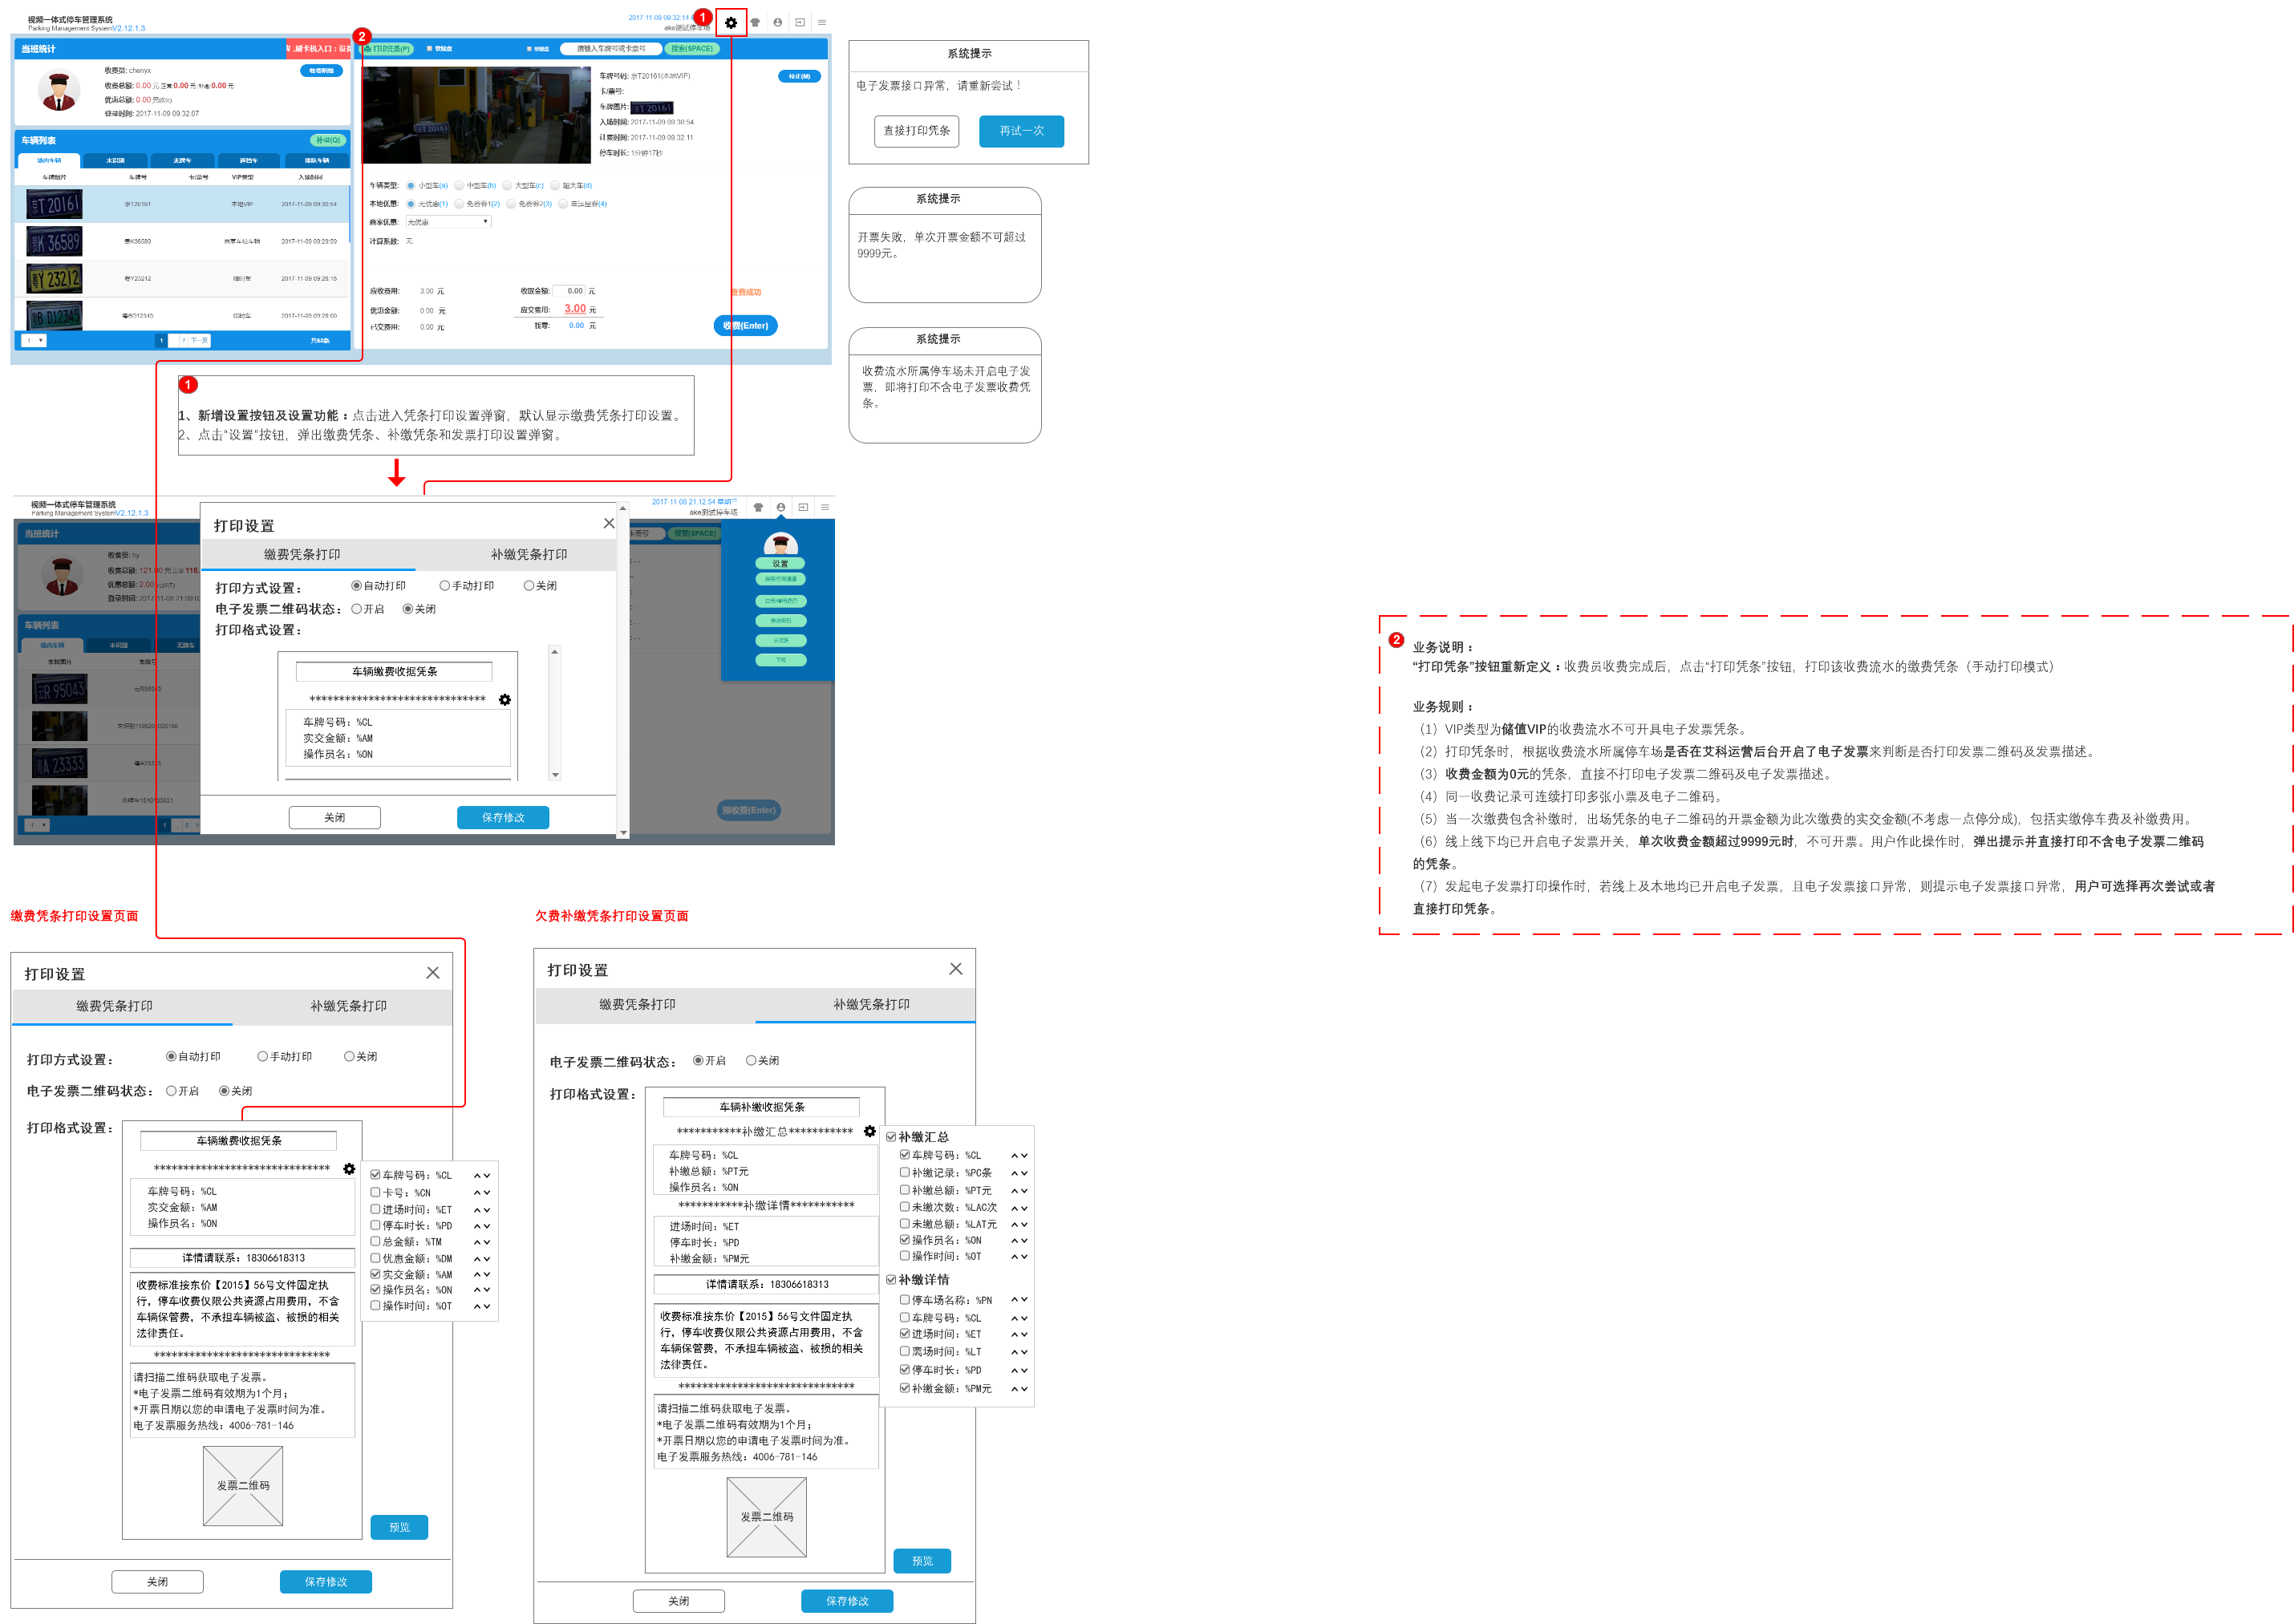 视频一体式停车管理系统
Parking Management SystemV2.12.1.3
2017-11-09 09:32:14
ake测试停车场
1
2
当班统计
打印凭条(P)
软键盘
请输入车牌号或卡票号
搜索(SPACE)
收费员: chenyx
收费总额: 0.00 元 正常:0.00 元 补缴:0.00 元
优惠总额: 0.00 元
登录时间: 2017-11-09 09:32:07
车牌号码: 京T20161(本地VIP)
卡/票号:
车牌图片:
入场时间: 2017-11-09 09:30:54
计费时间: 2017-11-09 09:32:11
停车时长: 1分钟17秒
统计(M)
车辆列表
补录(Q)
场内车辆 未识别 无牌车
车牌图片 车牌号 卡/票号 VIP类型 入场时间
京T20161 本地VIP 2017-11-09 09:30:54
2017-11-09 09:29:59
粤Y23212 临时车 2017-11-09 09:28:15
粤BD12345 临时车 2017-11-09 09:28:00
车辆类型: 小型车(a) 中型车(b) 大型车(c) 超大车(d)
本地优惠: 无优惠(1) 免费券1(2) 免费券2(3)
商家优惠: 无优惠
计算系数: 无
应收费用: 3.00 元 收取金额: 0.00 元
优惠金额: 0.00 元 应交费用: 3.00 元
已交费用: 0.00 元 找零: 0.00 元
收费(Enter)
系统提示
电子发票接口异常，请重新尝试！
直接打印凭条 再试一次
系统提示
开票失败，单次开票金额不可超过
9999元。
系统提示
收费流水所属停车场未开启电子发
票，即将打印不含电子发票收费凭
条。
1
1、新增设置按钮及设置功能：点击进入凭条打印设置弹窗，默认显示缴费凭条打印设置。
2、点击“设置”按钮，弹出缴费凭条、补缴凭条和发票打印设置弹窗。
视频一体式停车管理系统
Parking Management SystemV2.12.1.3
2017-11-08 21:12:54 星期三
ake测试停车场
当班统计
收费员: hy
车辆列表
设置
预收费(Enter)
打印设置
缴费凭条打印 补缴凭条打印
打印方式设置： 自动打印 手动打印 关闭
电子发票二维码状态： 开启 关闭
打印格式设置：
车辆缴费收据凭条
******************************
车牌号码：%CL
实交金额：%AM
操作员名：%ON
关闭 保存修改
2
业务说明：
“打印凭条”按钮重新定义：收费员收费完成后，点击“打印凭条”按钮，打印该收费流水的缴费凭条（手动打印模式）
业务规则：
（1）VIP类型为储值VIP的收费流水不可开具电子发票凭条。
（2）打印凭条时，根据收费流水所属停车场是否在艾科运营后台开启了电子发票来判断是否打印发票二维码及发票描述。
（3）收费金额为0元的凭条，直接不打印电子发票二维码及电子发票描述。
（4）同一收费记录可连续打印多张小票及电子二维码。
（5）当一次缴费包含补缴时，出场凭条的电子二维码的开票金额为此次缴费的实交金额(不考虑一点停分成)，包括实缴停车费及补缴费用。
（6）线上线下均已开启电子发票开关，单次收费金额超过9999元时，不可开票。用户作此操作时，弹出提示并直接打印不含电子发票二维码
的凭条。
（7）发起电子发票打印操作时，若线上及本地均已开启电子发票，且电子发票接口异常，则提示电子发票接口异常，用户可选择再次尝试或者
直接打印凭条。
缴费凭条打印设置页面
打印设置
缴费凭条打印 补缴凭条打印
打印方式设置： 自动打印 手动打印 关闭
电子发票二维码状态： 开启 关闭
打印格式设置：
车辆缴费收据凭条
******************************
车牌号码：%CL
实交金额：%AM
操作员名：%ON
详情请联系：18306618313
收费标准按东价【2015】56号文件固定执
行，停车收费仅限公共资源占用费用，不含
车辆保管费，不承担车辆被盗、被损的相关
法律责任。
******************************
请扫描二维码获取电子发票。
*电子发票二维码有效期为1个月；
*开票日期以您的申请电子发票时间为准。
电子发票服务热线：4006-781-146
发票二维码
车牌号码：%CL
卡号：%CN
进场时间：%ET
停车时长：%PD
总金额：%TM
优惠金额：%DM
实交金额：%AM
操作员名：%ON
操作时间：%OT
预览
关闭 保存修改
欠费补缴凭条打印设置页面
打印设置
缴费凭条打印 补缴凭条打印
电子发票二维码状态： 开启 关闭
打印格式设置：
车辆补缴收据凭条
***********补缴汇总***********
车牌号码：%CL
补缴总额：%PT元
操作员名：%ON
***********补缴详情***********
进场时间：%ET
停车时长：%PD
补缴金额：%PM元
详情请联系：18306618313
收费标准按东价【2015】56号文件固定执
行，停车收费仅限公共资源占用费用，不含
车辆保管费，不承担车辆被盗、被损的相关
法律责任。
******************************
请扫描二维码获取电子发票。
*电子发票二维码有效期为1个月；
*开票日期以您的申请电子发票时间为准。
电子发票服务热线：4006-781-146
发票二维码
补缴汇总
车牌号码：%CL
补缴记录：%PC条
补缴总额：%PT元
未缴次数：%LAC次
未缴总额：%LAT元
操作员名：%ON
操作时间：%OT
补缴详情
停车场名称：%PN
车牌号码：%CL
进场时间：%ET
离场时间：%LT
停车时长：%PD
补缴金额：%PM元
预览
关闭 保存修改